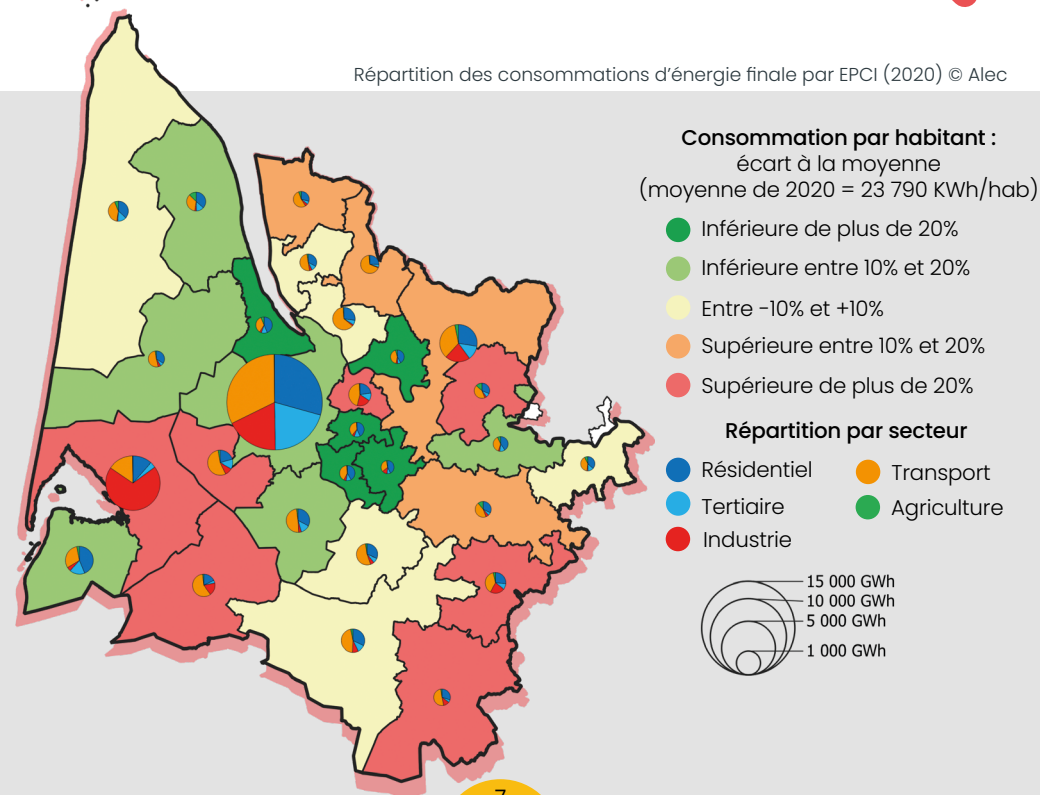 Répartition des consommations d’énergie finale par EPCI (2020) © Alec
Consommation par habitant :
écart à la moyenne
(moyenne de 2020 = 23 790 KWh/hab)
Inférieure de plus de 20%
Inférieure entre 10% et 20%
Entre -10% et +10%
Supérieure entre 10% et 20%
Supérieure de plus de 20%
Répartition par secteur
Résidentiel
Transport
Tertiaire
Agriculture
Industrie
15 000 GWh
10 000 GWh
5 000 GWh
1 000 GWh
7